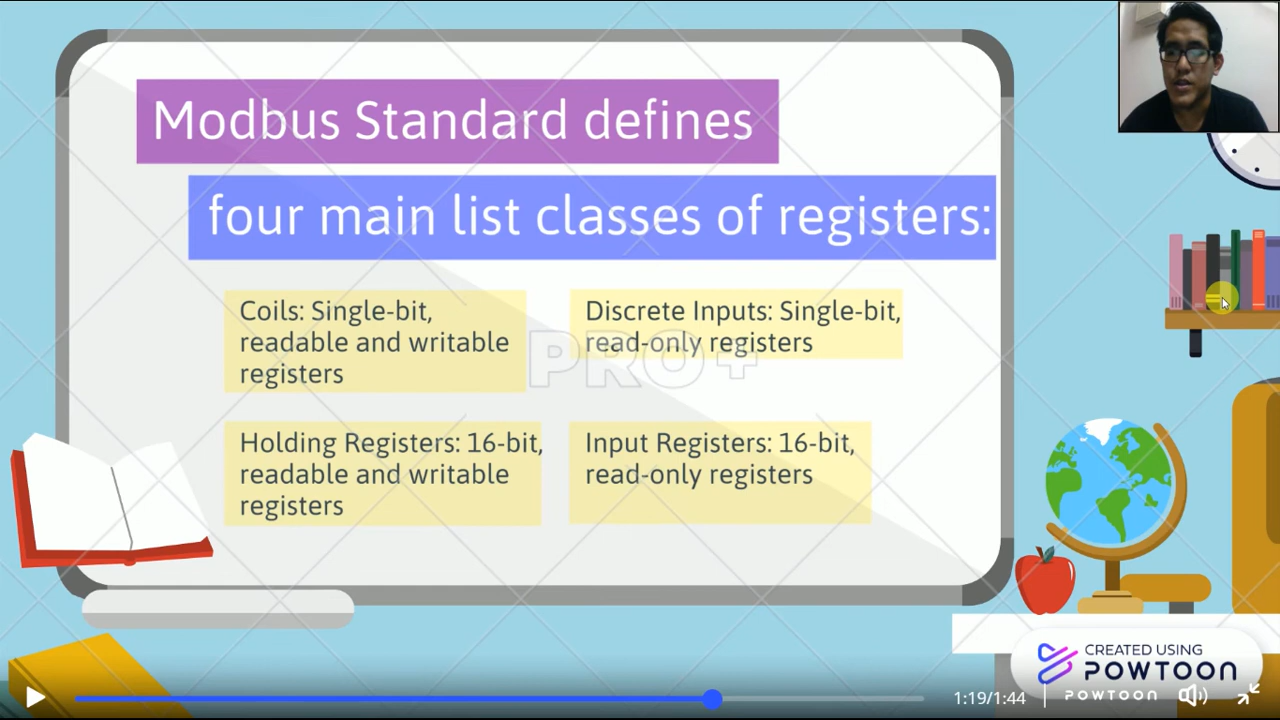 Modbus Standard defines
four main list classes of registers:
Coils: Single-bit,
readable and writable
registers
Discrete Inputs: Single-bit,
read-only registers
PRO+
Holding Registers: 16-bit,
readable and writable
registers
Input Registers: 16-bit,
read-only registers
CREATED USING
POWTOON
1:19/1:44
POWTOON